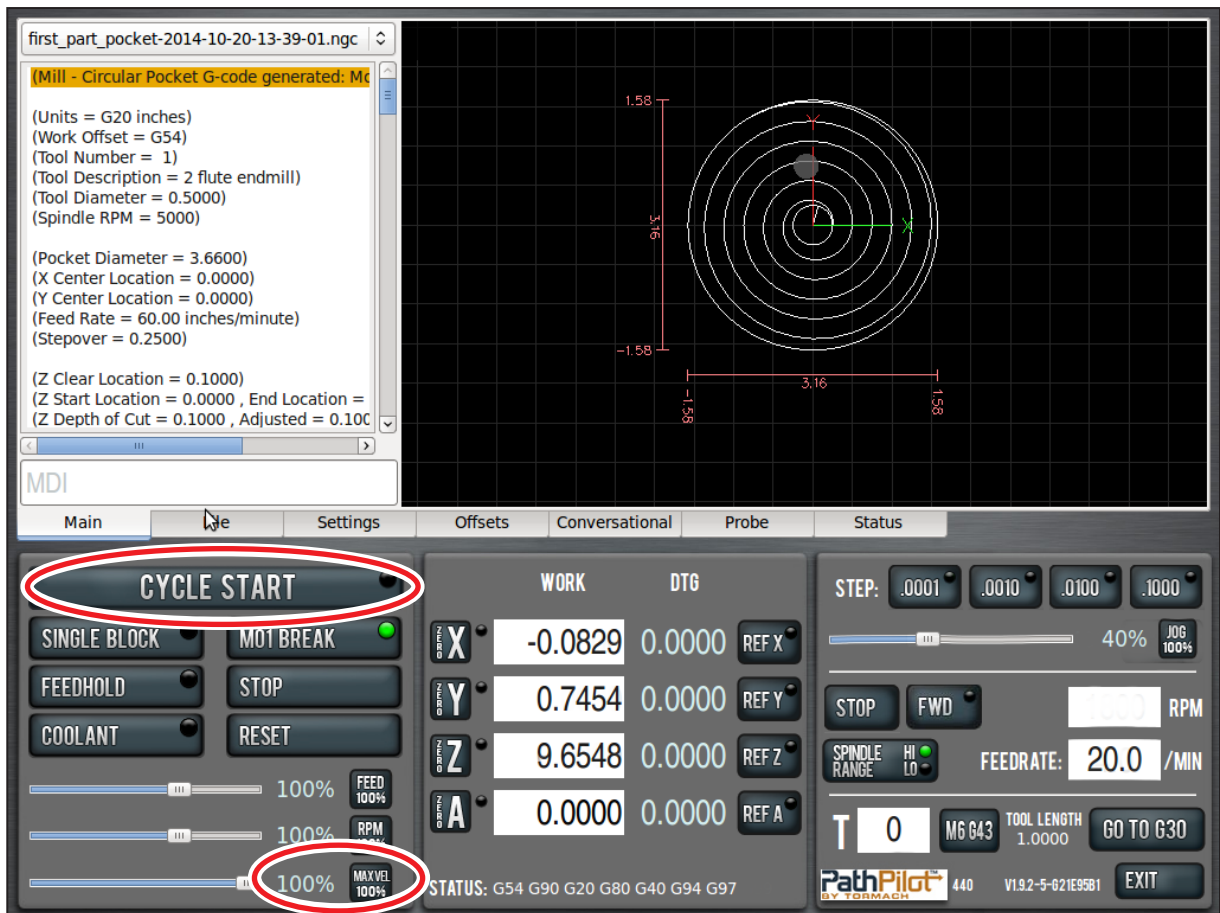 first_part_pocket-2014-10-20-13-39-01.ngc
(Mill - Circular Pocket G-code generated: Mo
(Units = G20 inches)
(Work Offset = G54)
(Tool Number =  1)
(Tool Description = 2 flute endmill)
(Tool Diameter = 0.5000)
(Spindle RPM = 5000)
(Pocket Diameter = 3.6600)
(X Center Location = 0.0000)
(Y Center Location = 0.0000)
(Feed Rate = 60.00 inches/minute)
(Stepover = 0.2500)
(Z Clear Location = 0.1000)
(Z Start Location = 0.0000 , End Location =
(Z Depth of Cut = 0.1000 , Adjusted = 0.100
MDI
1.58
3.16
-1.58
Y
X
3.16
-1.58
1.58
Main
Settings
Offsets
Conversational
Probe
Status
CYCLE START
SINGLE BLOCK
M01 BREAK
FEEDHOLD
STOP
COOLANT
RESET
100% FEED 100%
100% RPM
100% MAXVEL 100%
WORK DTG
ZERO X -0.0829 0.0000 REF X
ZERO Y 0.7454 0.0000 REF Y
ZERO Z 9.6548 0.0000 REF Z
ZERO A 0.0000 0.0000 REF A
STATUS: G54 G90 G20 G80 G40 G94 G97
STEP: .0001 .0010 .0100 .1000
40% JOG 100%
STOP FWD RPM
SPINDLE RANGE HI LO FEEDRATE: 20.0 /MIN
T 0 M6 G43 TOOL LENGTH 1.0000 GO TO G30
PathPilot BY TORMACH 440 V1.9.2-5-G21E95B1 EXIT